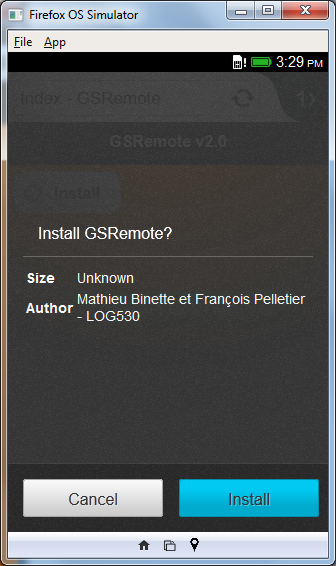 Firefox OS Simulator
File App
3:29 PM
Index - GSRemote
1
GSRemote v2.0
Install
Install GSRemote?
Size Unknown
Author Mathieu Binette et François Pelletier
- LOG530
Cancel Install